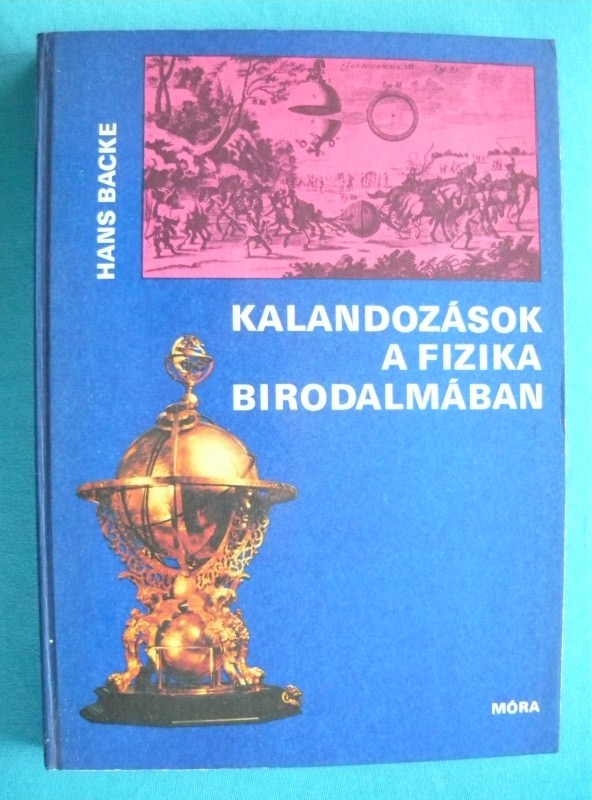 HANS BACKE
KALANDOZÁSOK
A FIZIKA
BIRODALMÁBAN
MÓRA